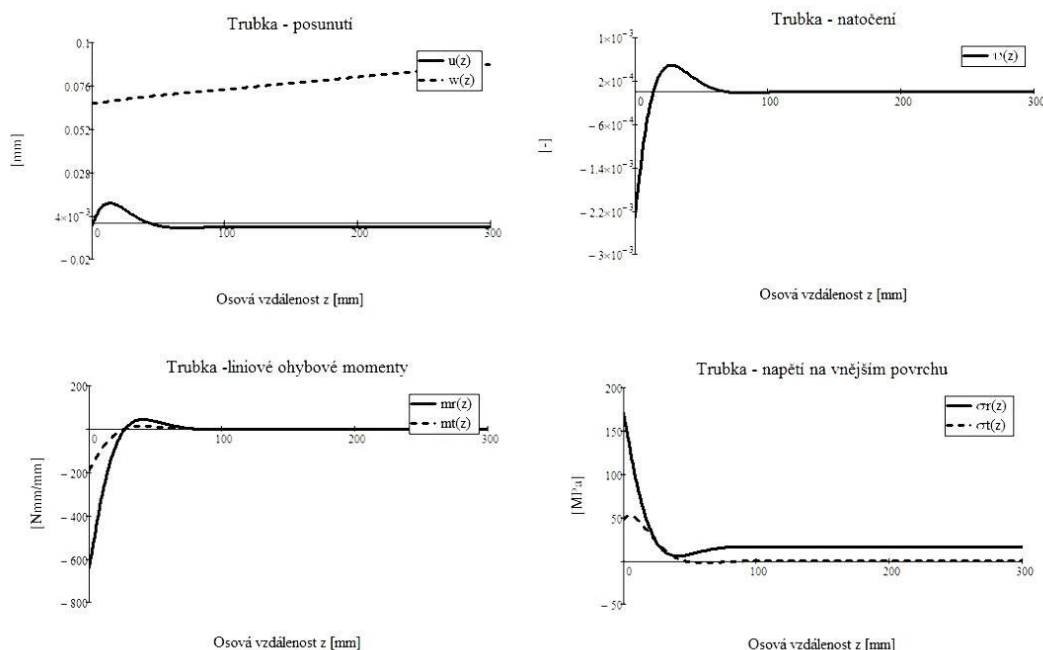 Trubka - posunutí
0.1
0.076
0.052
0.028
4×10⁻³
− 0.02
[mm]
u(z)
w(z)
0
100
200
300
Osová vzdálenost z [mm]
Trubka - natočení
1×10⁻³
2×10⁻⁴
− 6×10⁻⁴
− 1.4×10⁻³
− 2.2×10⁻³
− 3×10⁻³
[-]
υ(z)
0
100
200
300
Osová vzdálenost z [mm]
Trubka -liniové ohybové momenty
200
− 200
− 400
− 600
− 800
[Nmm/mm]
mr(z)
mt(z)
0
100
200
300
Osová vzdálenost z [mm]
Trubka - napětí na vnějším povrchu
200
150
100
50
− 50
[MPa]
σr(z)
σt(z)
0
100
200
300
Osová vzdálenost z [mm]